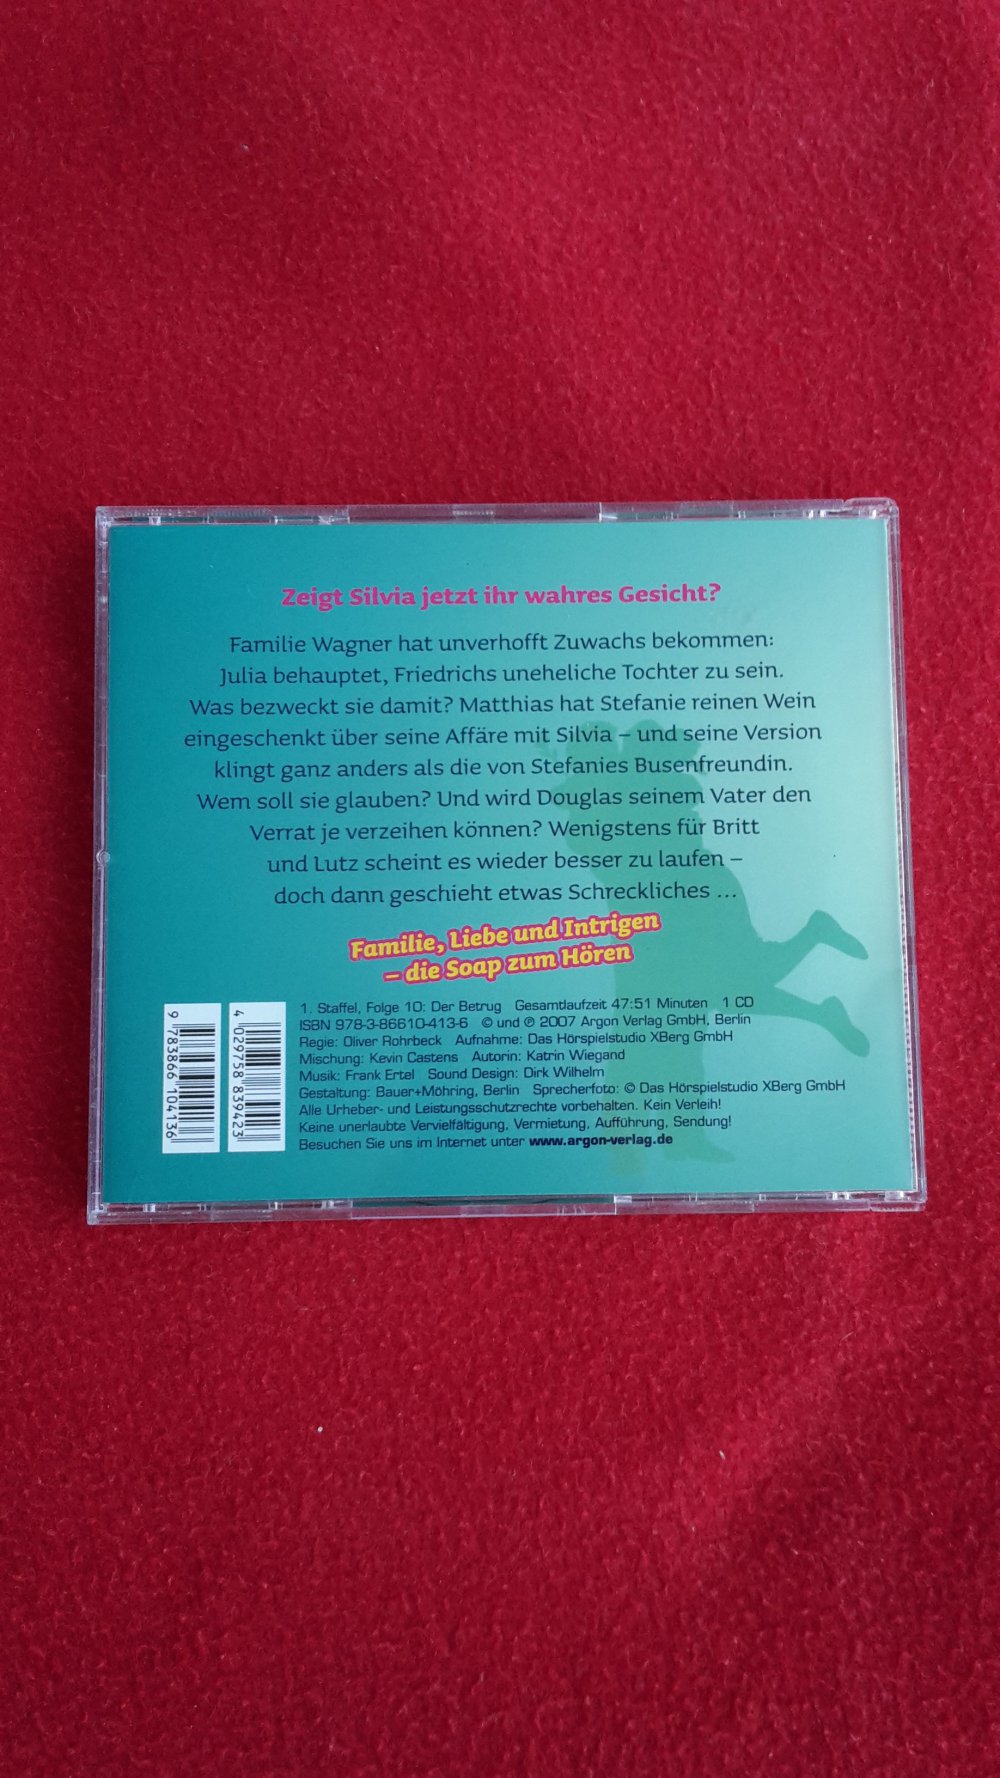 Zeigt Silvia jetzt ihr wahres Gesicht?
Familie Wagner hat unverhofft Zuwachs bekommen:
Julia behauptet, Friedrichs uneheliche Tochter zu sein.
Was bezweckt sie damit? Matthias hat Stefanie reinen Wein
eingeschenkt über seine Affäre mit Silvia – und seine Version
klingt ganz anders als die von Stefanies Busenfreundin.
Wem soll sie glauben? Und wird Douglas seinem Vater den
Verrat je verzeihen können? Wenigstens für Britt
und Lutz scheint es wieder besser zu laufen –
doch dann geschieht etwas Schreckliches ...
Familie, Liebe und Intrigen
– die Soap zum Hören
1. Staffel, Folge 10: Der Betrug Gesamtlaufzeit 47:51 Minuten 1 CD
ISBN 978-3-86610-413-6 © und ℗ 2007 Argon Verlag GmbH, Berlin
Regie: Oliver Rohrbeck Aufnahme: Das Hörspielstudio XBerg GmbH
Mischung: Kevin Castens Autorin: Katrin Wiegand
Musik: Frank Ertel Sound Design: Dirk Wilhelm
Gestaltung: Bauer+Möhring, Berlin Sprecherfoto: © Das Hörspielstudio XBerg GmbH
Alle Urheber- und Leistungsschutzrechte vorbehalten. Kein Verleih!
Keine unerlaubte Vervielfältigung, Vermietung, Aufführung, Sendung!
Besuchen Sie uns im Internet unter www.argon-verlag.de
9 783866 104136
4 029758 839423